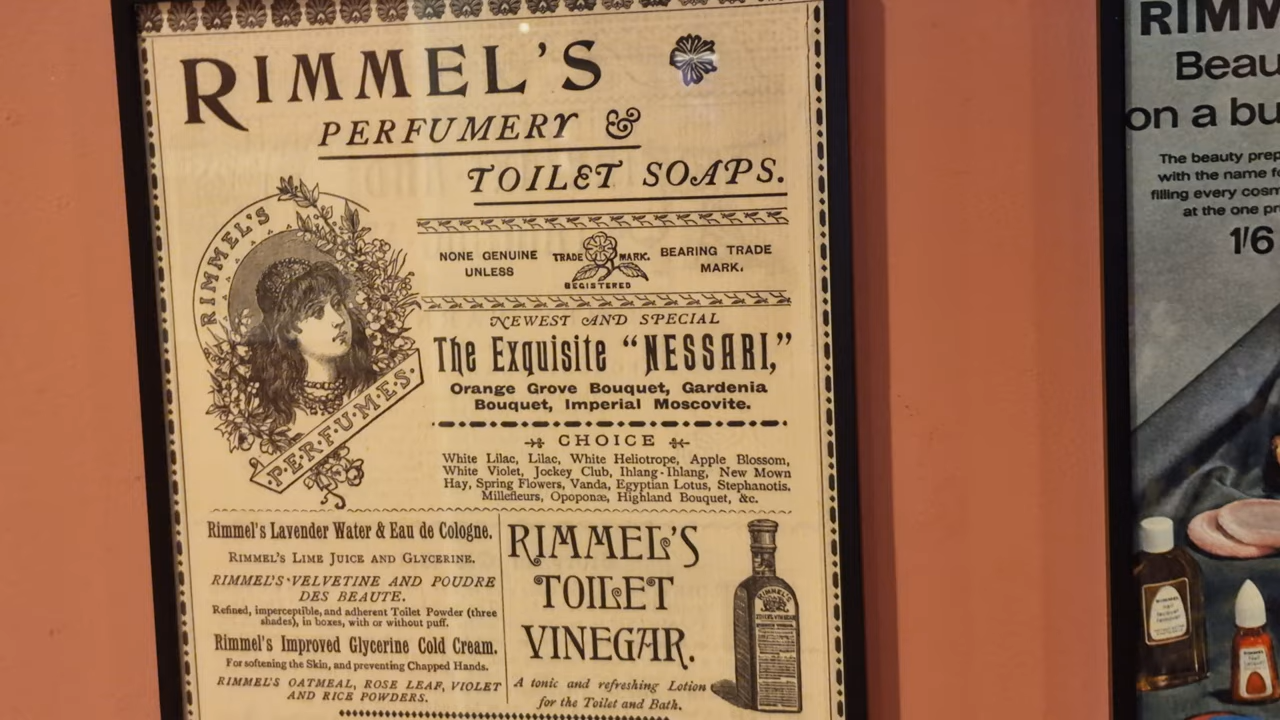 RIMMEL'S
PERFUMERY &
TOILET SOAPS.
RIMMEL'S
PERFUMES.
NONE GENUINE
UNLESS
TRADE MARK.
REGISTERED
BEARING TRADE
MARK.
NEWEST AND SPECIAL
The Exquisite "NESSARI,"
Orange Grove Bouquet, Gardenia
Bouquet, Imperial Moscovite.
CHOICE
White Lilac, Lilac, White Heliotrope, Apple Blossom,
White Violet, Jockey Club, Ihlang-Ihlang, New Mown
Hay, Spring Flowers, Vanda, Egyptian Lotus, Stephanotis,
Millefleurs, Opoponæ, Highland Bouquet, &c.
Rimmel's Lavender Water & Eau de Cologne.
RIMMEL'S LIME JUICE AND GLYCERINE.
RIMMEL'S VELVETINE AND POUDRE
DES BEAUTE.
Refined, imperceptible, and adherent Toilet Powder (three
shades), in boxes, with or without puff.
Rimmel's Improved Glycerine Cold Cream.
For softening the Skin, and preventing Chapped Hands.
RIMMEL'S OATMEAL, ROSE LEAF, VIOLET
AND RICE POWDERS.
RIMMEL'S
TOILET
VINEGAR.
A tonic and refreshing Lotion
for the Toilet and Bath.
RIMMEL'S
RIMM
Beau
on a bu
The beauty prep
with the name fo
filling every cosm
at the one pr
1/6